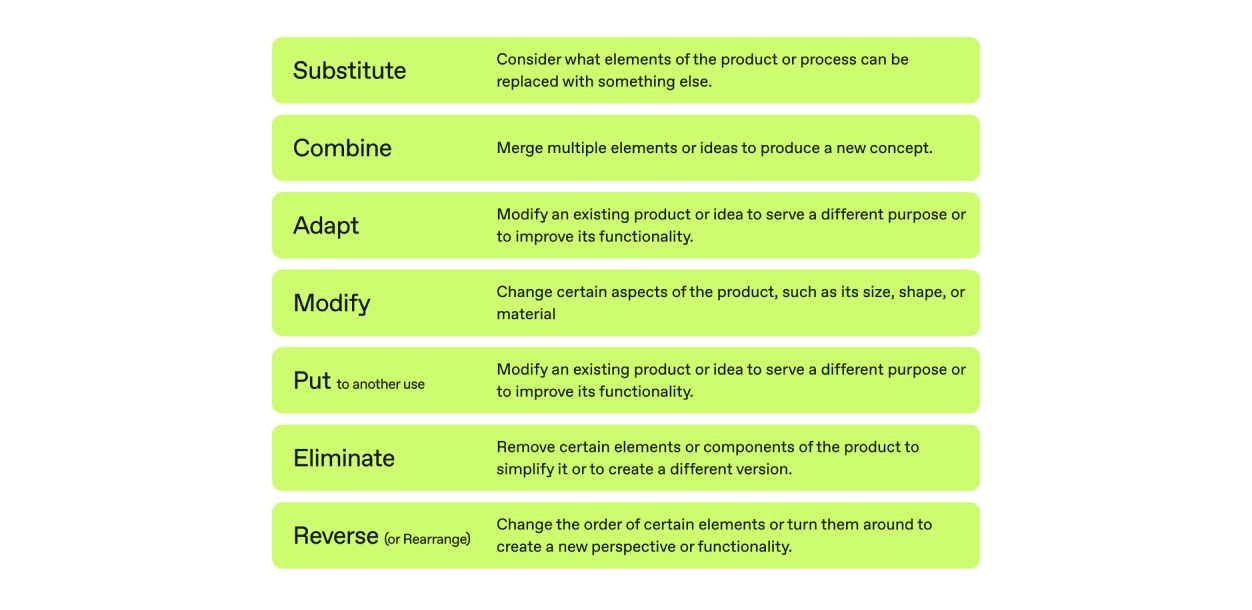 Substitute
Consider what elements of the product or process can be
replaced with something else.
Combine
Merge multiple elements or ideas to produce a new concept.
Adapt
Modify an existing product or idea to serve a different purpose or
to improve its functionality.
Modify
Change certain aspects of the product, such as its size, shape, or
material
Put to another use
Modify an existing product or idea to serve a different purpose or
to improve its functionality.
Eliminate
Remove certain elements or components of the product to
simplify it or to create a different version.
Reverse (or Rearrange)
Change the order of certain elements or turn them around to
create a new perspective or functionality.